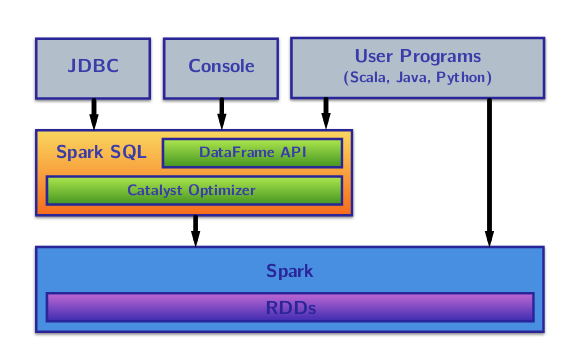 JDBC
Console
User Programs
(Scala, Java, Python)
Spark SQL
DataFrame API
Catalyst Optimizer
Spark
RDDs